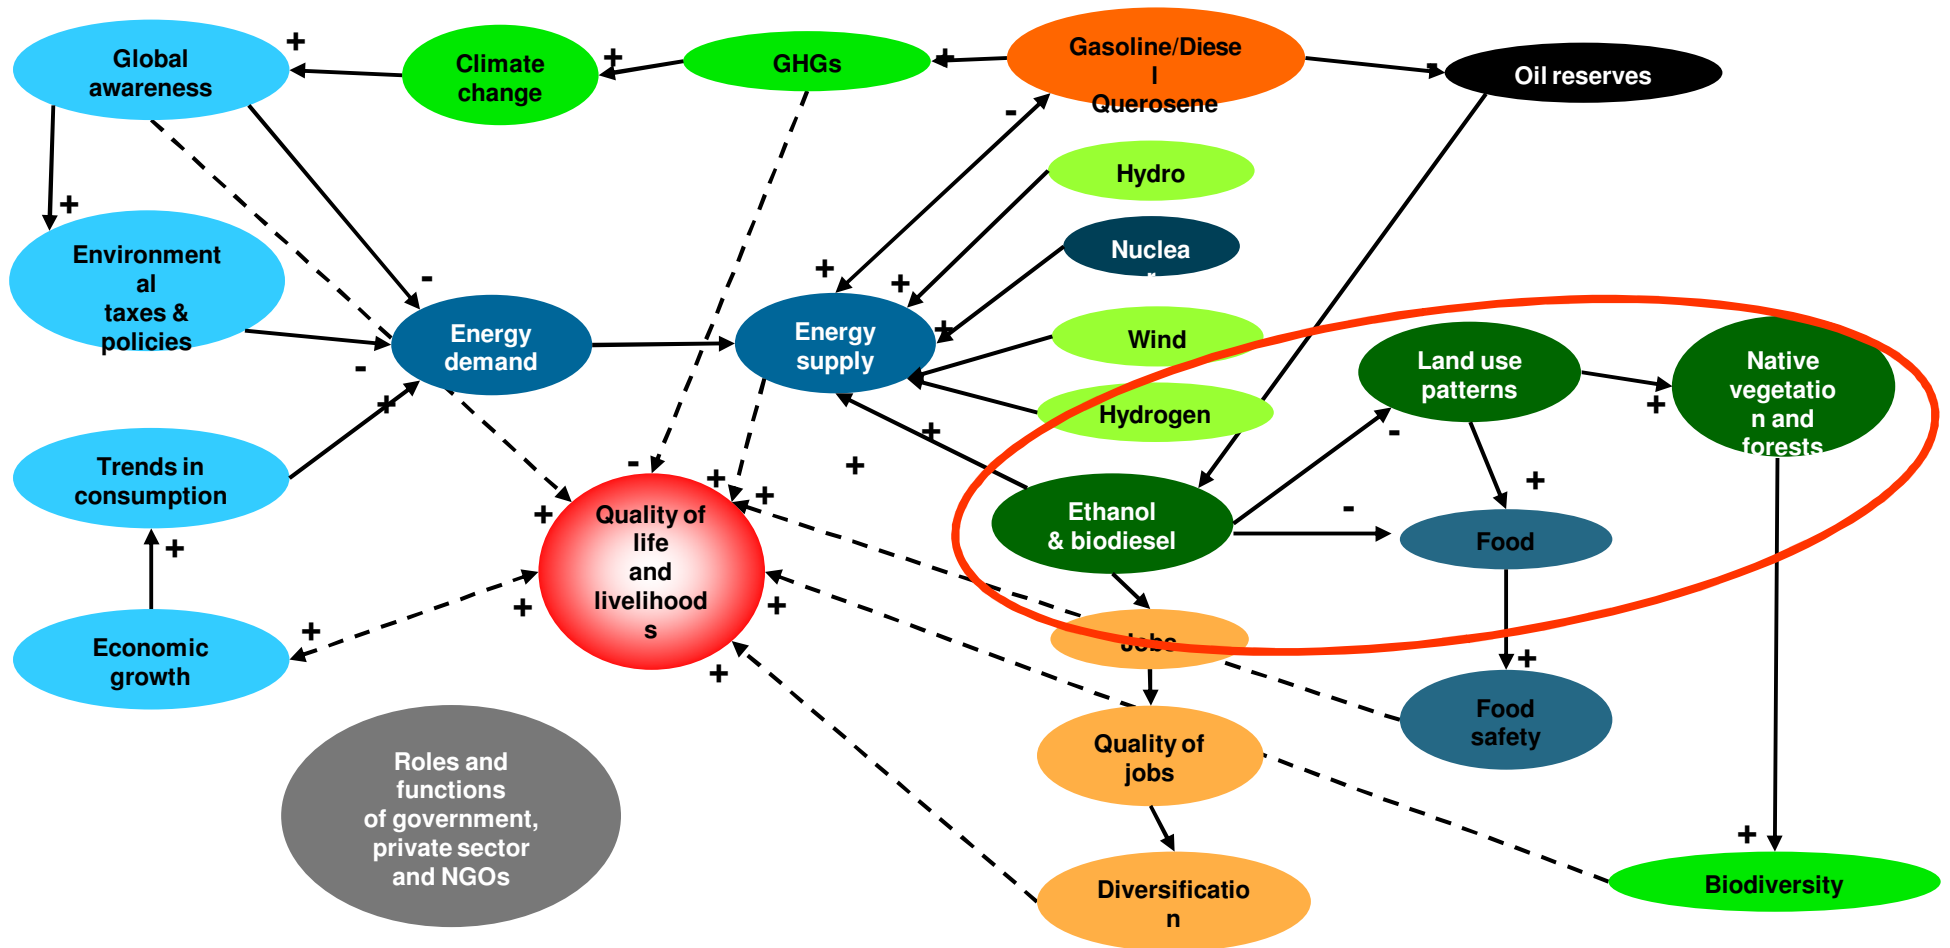 Global
awareness
+
Climate
change
+
GHGs
+
Gasoline/Diese
l
Querosene
-
Oil reserves
-
Hydro
+
Environment
al
taxes &
policies
-
Nuclea
r
+
+
Energy
demand
-
Energy
supply
+
Wind
Land use
patterns
Native
vegetatio
n and
forests
+
+
Hydrogen
+
-
Trends in
consumption
+
-
+
+
+
+
Quality of
life
and
livelihood
s
Ethanol
& biodiesel
-
Food
+
+
+
+
+
Jobs
+
Economic
growth
+
Food
safety
Quality of
jobs
Roles and
functions
of government,
private sector
and NGOs
+
Diversificatio
n
Biodiversity